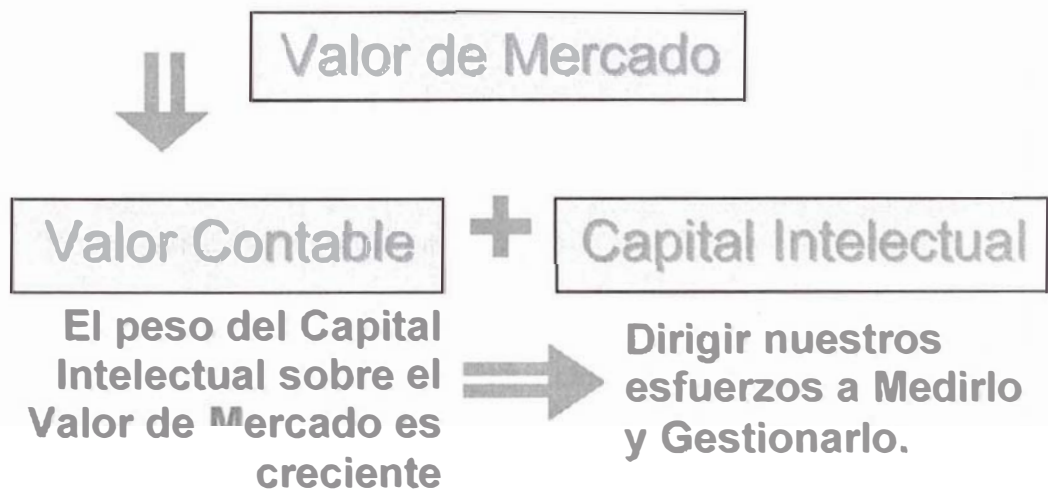 Valor de Mercado
Valor Contable + Capital Intelectual
El peso del Capital
Intelectual sobre el
Valor de Mercado es
creciente
Dirigir nuestros
esfuerzos a Medirlo
y Gestionarlo.